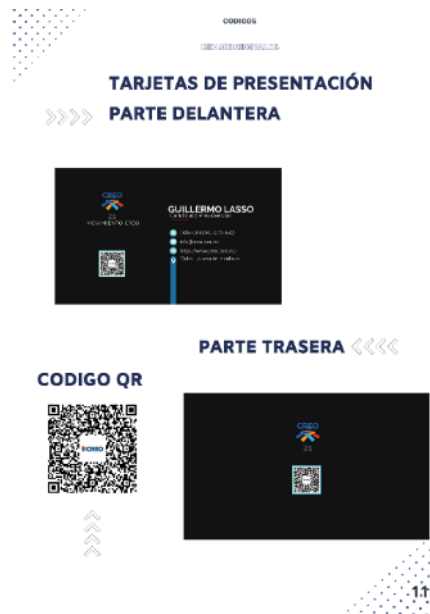 CODIGOS
TARJETAS DE PRESENTACIÓN
PARTE DELANTERA
CREO
21
MOVIMIENTO CREO
GUILLERMO LASSO
PARTE TRASERA
CODIGO QR
CREO
CREO
21
11